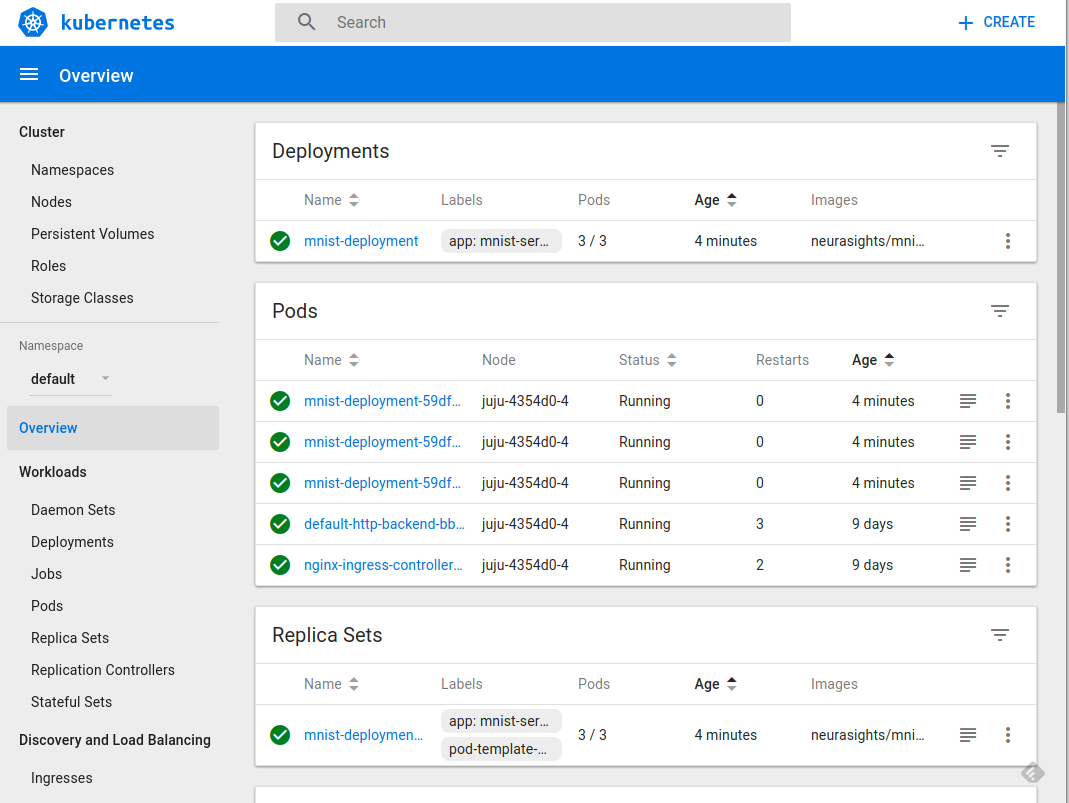 kubernetes
Search
CREATE
Overview
Cluster
Namespaces
Nodes
Persistent Volumes
Roles
Storage Classes
Namespace
default
Overview
Workloads
Daemon Sets
Deployments
Jobs
Pods
Replica Sets
Replication Controllers
Stateful Sets
Discovery and Load Balancing
Ingresses
Deployments
Name Labels Pods Age Images
mnist-deployment app: mnist-ser... 3 / 3 4 minutes neurasights/mni...
Pods
Name Node Status Restarts Age
mnist-deployment-59df... juju-4354d0-4 Running 0 4 minutes
mnist-deployment-59df... juju-4354d0-4 Running 0 4 minutes
mnist-deployment-59df... juju-4354d0-4 Running 0 4 minutes
default-http-backend-bb... juju-4354d0-4 Running 3 9 days
nginx-ingress-controller... juju-4354d0-4 Running 2 9 days
Replica Sets
Name Labels Pods Age Images
app: mnist-ser...
mnist-deploymen... 3 / 3 4 minutes neurasights/mni...
pod-template-...